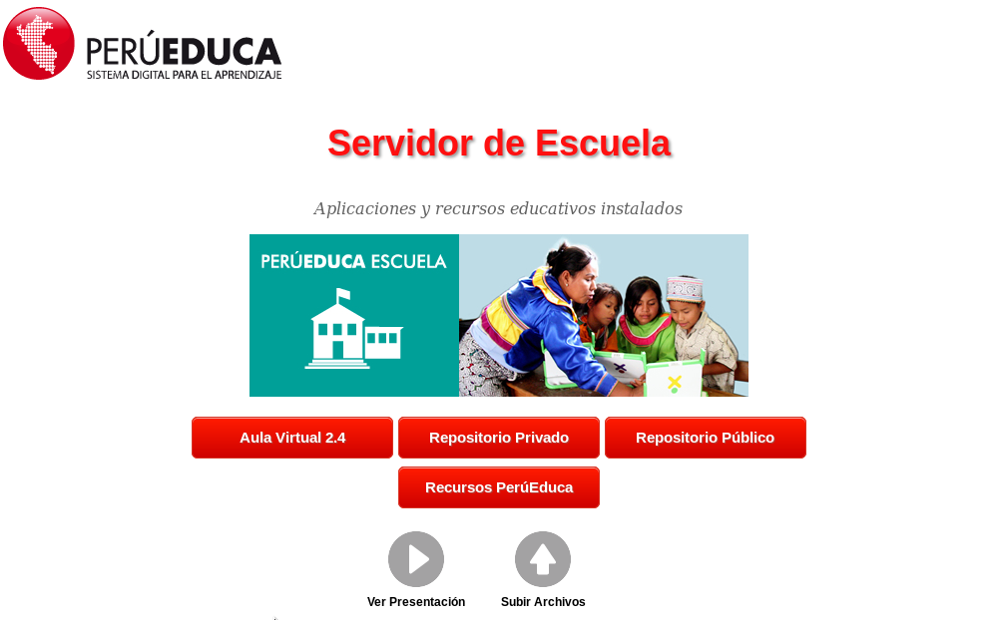 PERÚEDUCA
SISTEMA DIGITAL PARA EL APRENDIZAJE
Servidor de Escuela
Aplicaciones y recursos educativos instalados
PERÚEDUCA ESCUELA
Aula Virtual 2.4
Repositorio Privado
Repositorio Público
Recursos PerúEduca
Ver Presentación
Subir Archivos